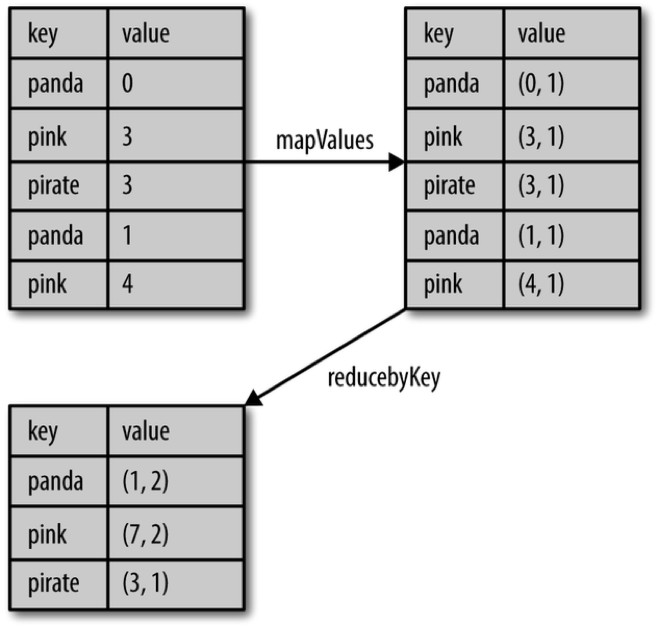 key value
panda 0
pink 3
pirate 3
panda 1
pink 4
mapValues
key value
panda (0, 1)
pink (3, 1)
pirate (3, 1)
panda (1, 1)
pink (4, 1)
reducebyKey
key value
panda (1, 2)
pink (7, 2)
pirate (3, 1)